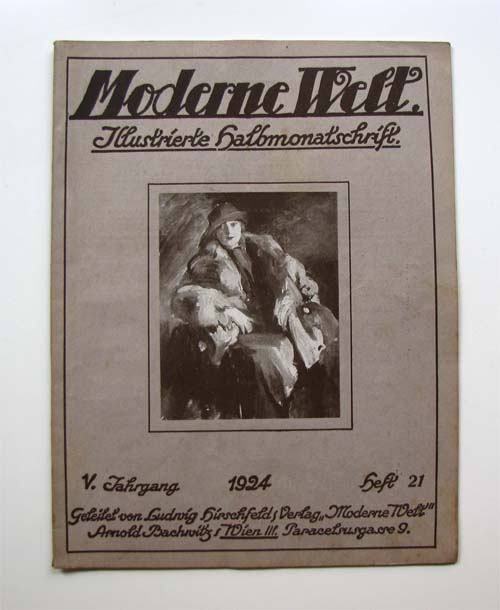 Moderne Welt.
Illustrierte Halbmonatschrift.
V. Jahrgang 1924 Heft 21
Geleitet von Ludwig Hirschfeld; Verlag „Moderne Welt“
Arnold Bachwitz; Wien III. Paracelsusgasse 9.